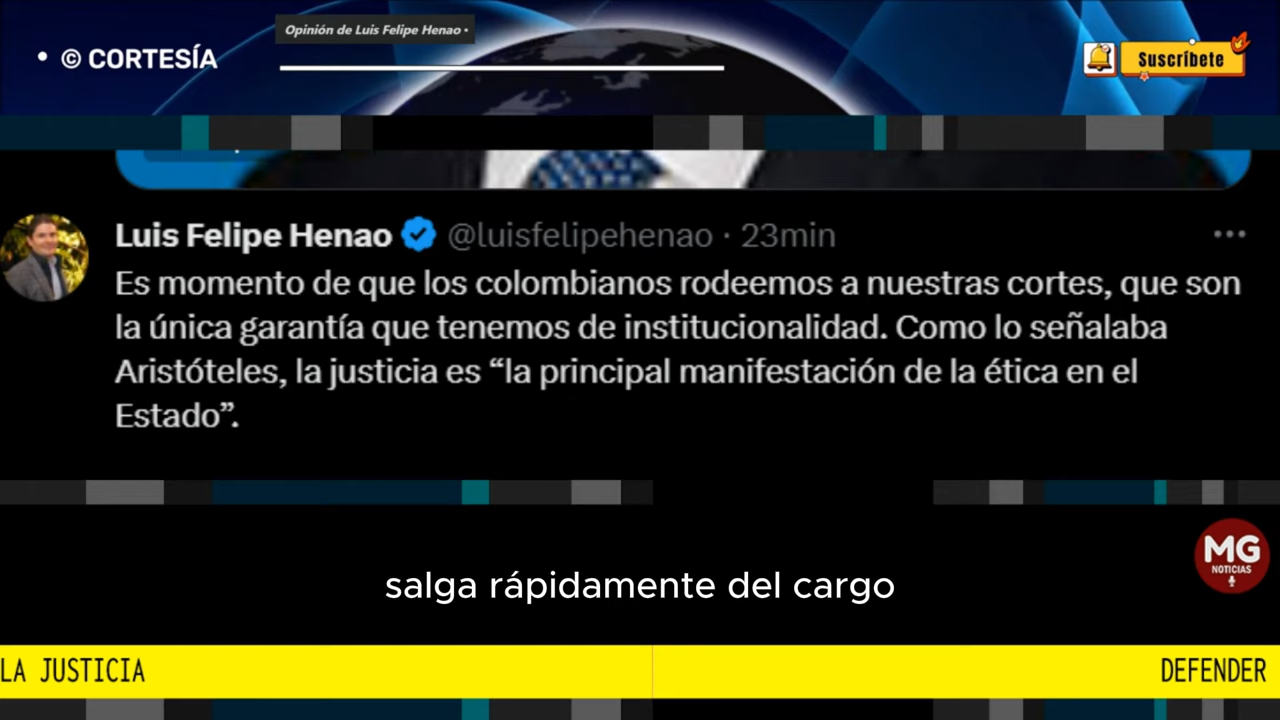 Opinión de Luis Felipe Henao •
• © CORTESÍA
Suscríbete
Luis Felipe Henao @luisfelipehenao · 23min
Es momento de que los colombianos rodeemos a nuestras cortes, que son
la única garantía que tenemos de institucionalidad. Como lo señalaba
Aristóteles, la justicia es “la principal manifestación de la ética en el
Estado”.
MG
NOTICIAS
salga rápidamente del cargo
LA JUSTICIA
DEFENDER